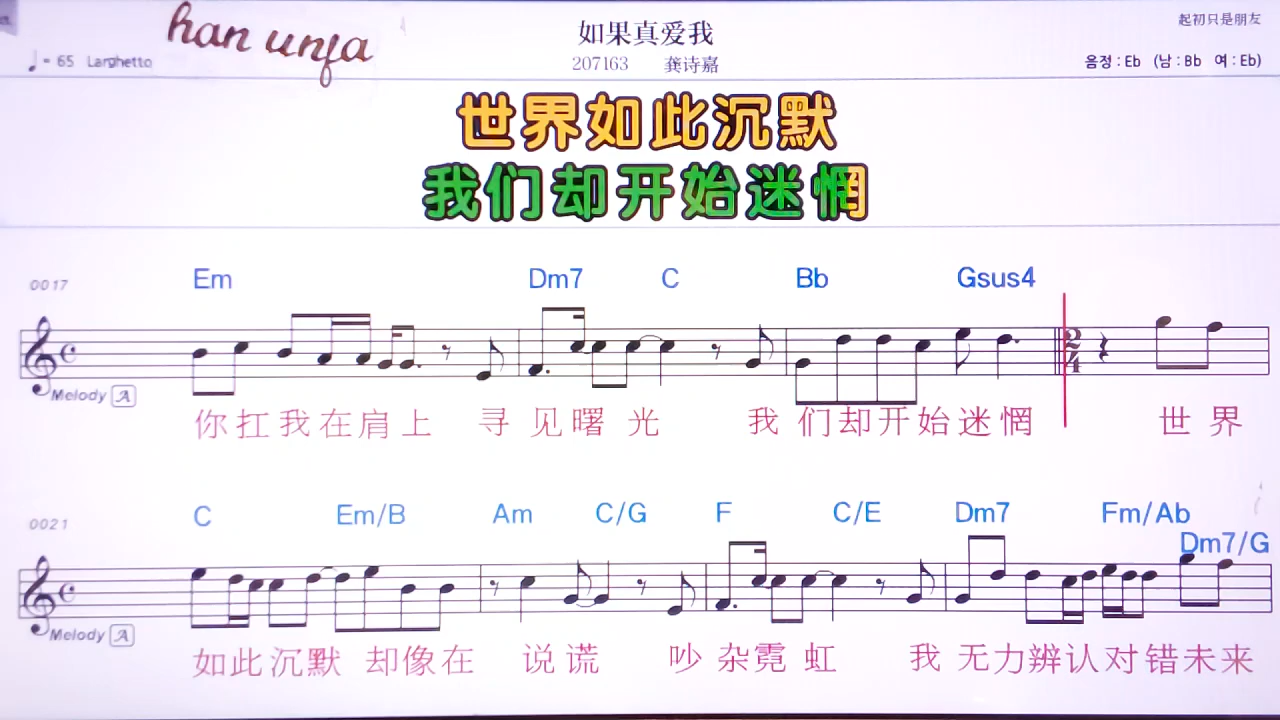 han unfa
如果真爱我
起初只是朋友
♩= 65 Larghetto
207163 龚诗嘉
음정 : Eb (남 : Bb 여 : Eb)
世界如此沉默
我们却开始迷惘
0017 Em Dm7 C Bb Gsus4
2/4
Melody A
你扛我在肩上 寻见曙光 我们却开始迷惘 世界
0021 C Em/B Am C/G F C/E Dm7 Fm/Ab
Dm7/G
Melody A
如此沉默 却像在 说谎 吵杂霓虹 我无力辨认对错未来